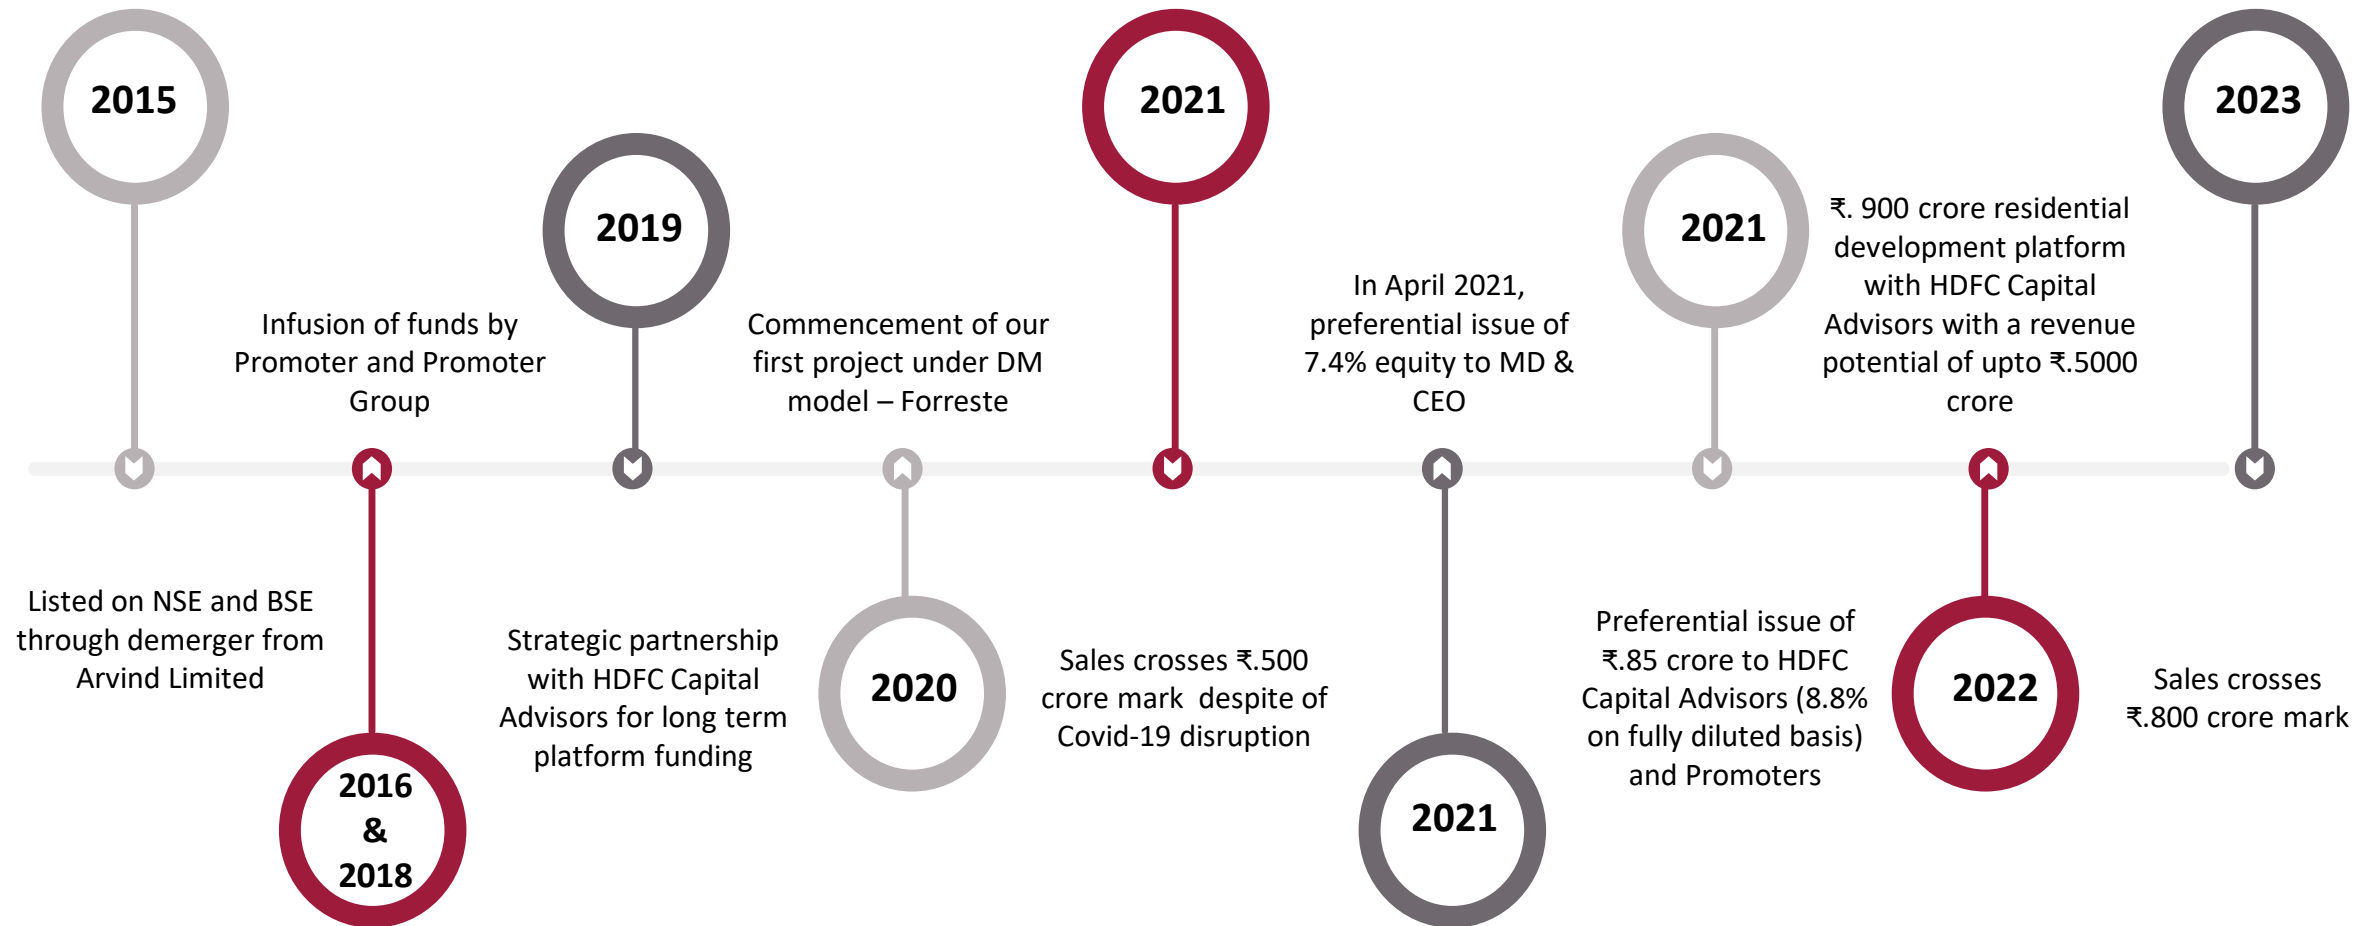 2015
Listed on NSE and BSE
through demerger from
Arvind Limited
Infusion of funds by
Promoter and Promoter
Group
2016
&
2018
2019
Strategic partnership
with HDFC Capital
Advisors for long term
platform funding
Commencement of our
first project under DM
model – Forreste
2020
2021
Sales crosses ₹.500
crore mark  despite of
Covid-19 disruption
In April 2021,
preferential issue of
7.4% equity to MD &
CEO
2021
2021
Preferential issue of
₹.85 crore to HDFC
Capital Advisors (8.8%
on fully diluted basis)
and Promoters
₹. 900 crore residential
development platform
with HDFC Capital
Advisors with a revenue
potential of upto ₹.5000
crore
2022
2023
Sales crosses
₹.800 crore mark